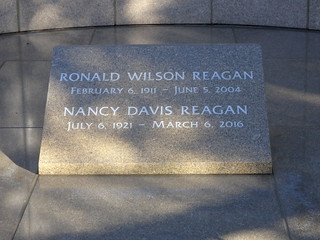 RONALD WILSON REAGAN
FEBRUARY 6, 1911 – JUNE 5, 2004
NANCY DAVIS REAGAN
JULY 6, 1921 – MARCH 6, 2016